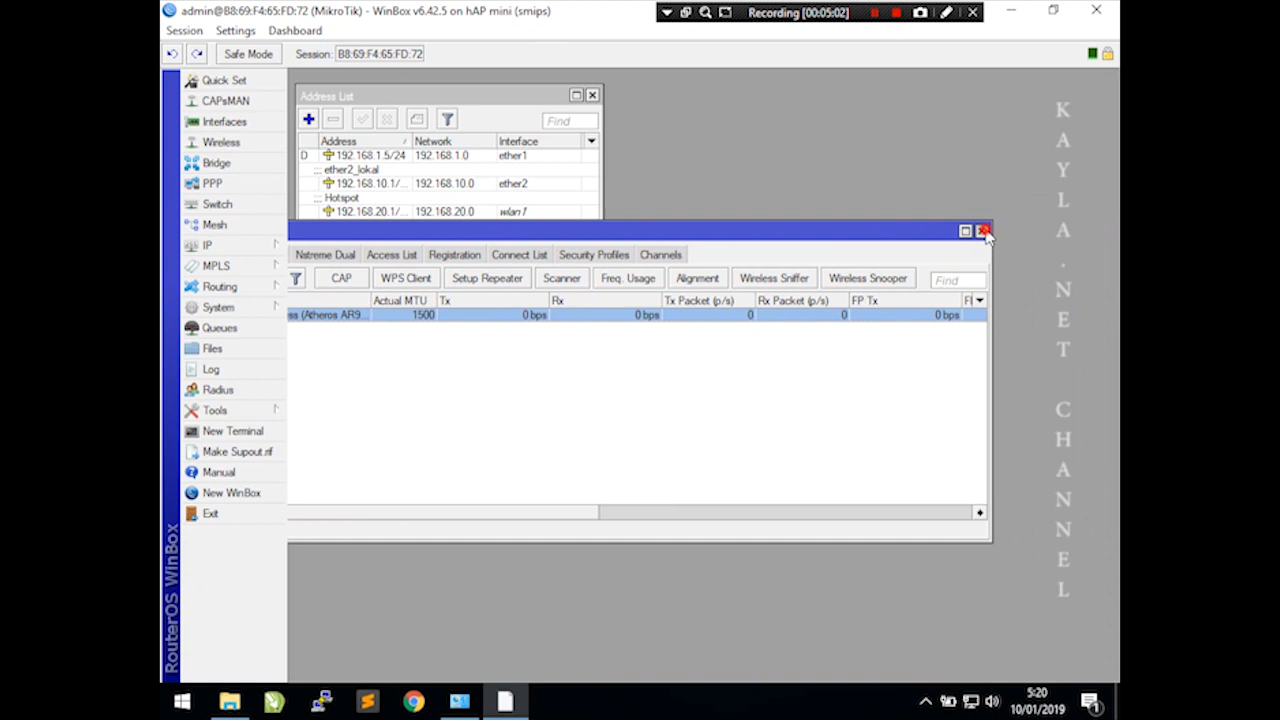 admin@B8:69:F4:65:FD:72 (MikroTik) - WinBox v6.42.5 on hAP mini (smips)
Recording [00:05:02]
Session Settings Dashboard
Safe Mode Session: B8:69:F4:65:FD:72
Quick Set
CAPsMAN
Interfaces
Wireless
Bridge
PPP
Switch
Mesh
IP
MPLS
Routing
System
Queues
Files
Log
Radius
Tools
New Terminal
Make Supout.rif
Manual
New WinBox
Exit
RouterOS WinBox
Address List
Find
Address Network Interface
D 192.168.1.5/24 192.168.1.0 ether1
::: ether2_lokal
192.168.10.1/... 192.168.10.0 ether2
::: Hotspot
192.168.20.1/... 192.168.20.0 wlan1
Nstreme Dual Access List Registration Connect List Security Profiles Channels
CAP WPS Client Setup Repeater Scanner Freq. Usage Alignment Wireless Sniffer Wireless Snooper Find
Actual MTU Tx Rx Tx Packet (p/s) Rx Packet (p/s) FP Tx
ss (Atheros AR9... 1500 0 bps 0 bps 0 0 0 bps
KAYLA.NET CHANNEL
5:20
10/01/2019
1